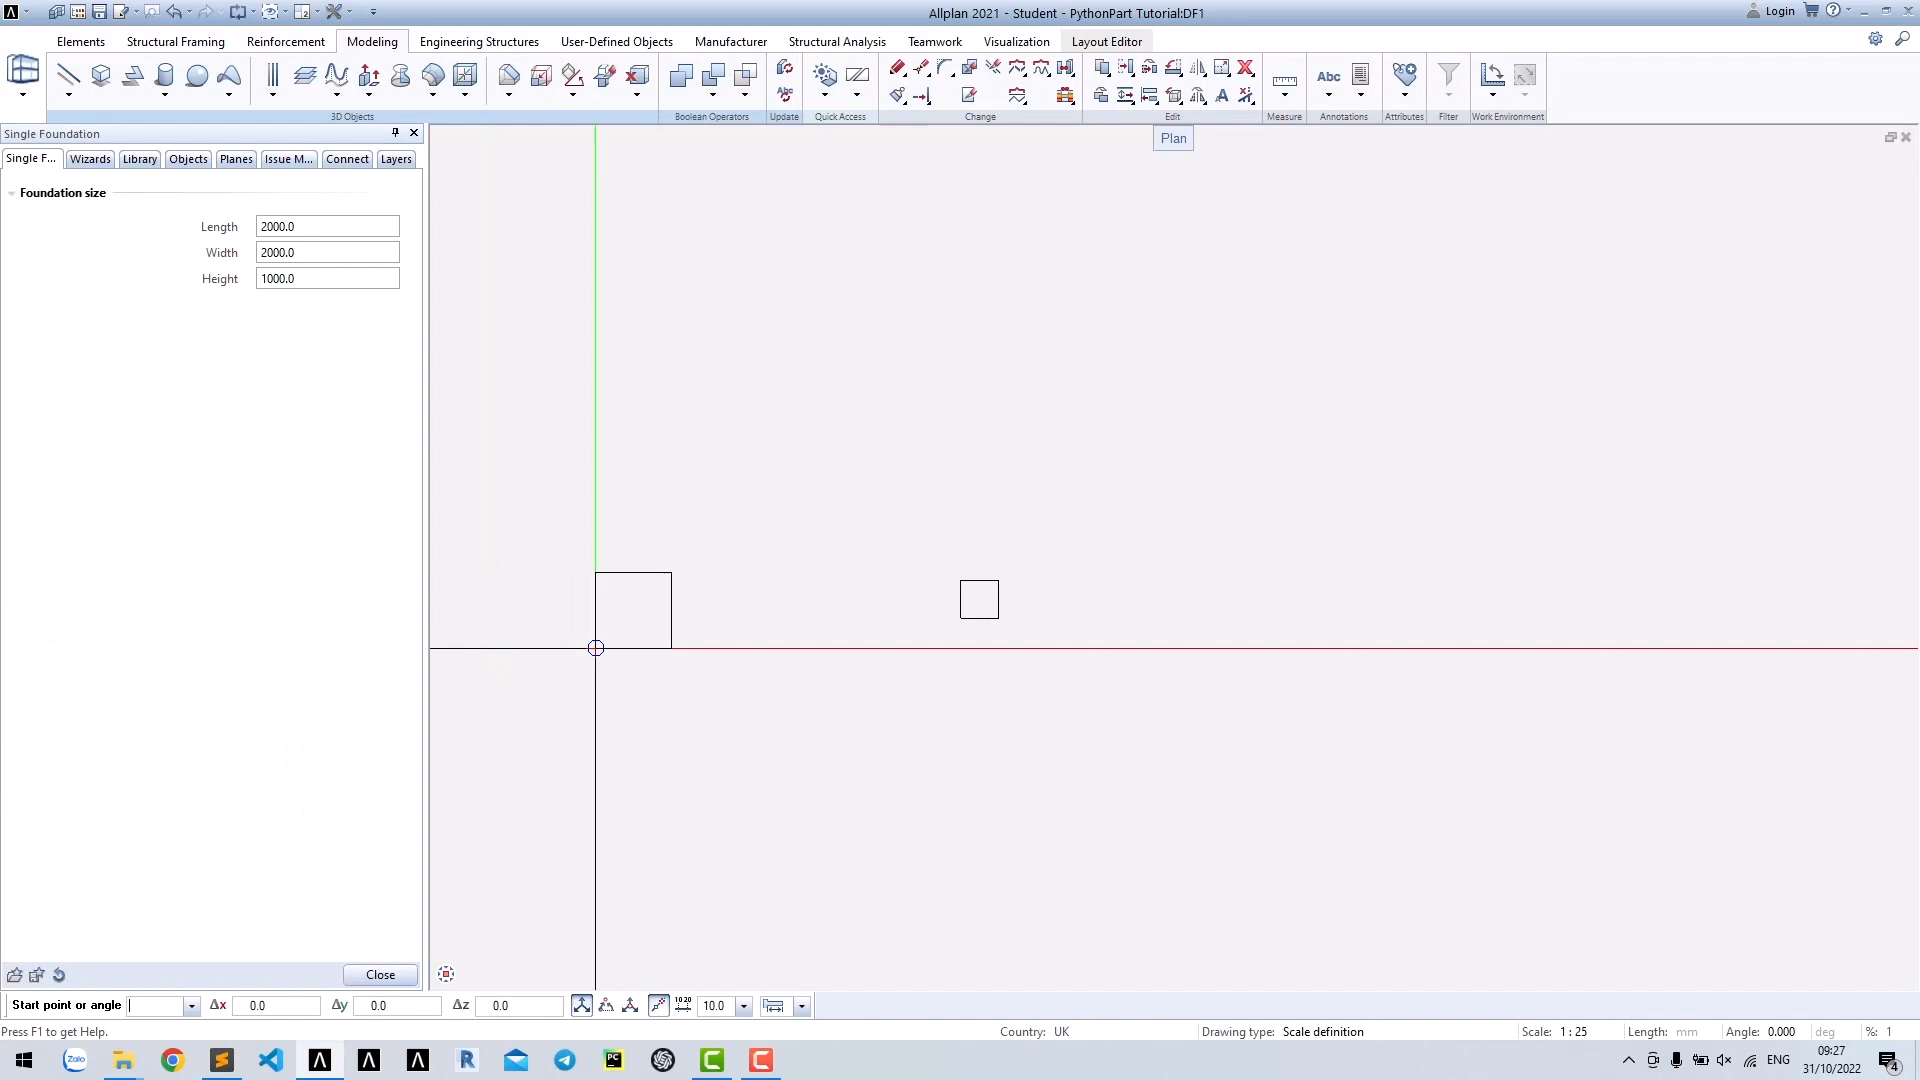 Allplan 2021 - Student - PythonPart Tutorial:DF1
Login
Elements Structural Framing Reinforcement Modeling Engineering Structures User-Defined Objects Manufacturer Structural Analysis Teamwork Visualization Layout Editor
Abc
Abc
3D Objects Boolean Operators Update Quick Access Change Edit Measure Annotations Attributes Filter Work Environment
Single Foundation
Plan
Single F... Wizards Library Objects Planes Issue M... Connect Layers
Foundation size
Length 2000.0
Width 2000.0
Height 1000.0
Close
Start point or angle Δx 0.0 Δy 0.0 Δz 0.0 1020 10.0
Press F1 to get Help. Country: UK Drawing type: Scale definition Scale: 1 : 25 Length: mm Angle: 0.000 deg %: 1
Zalo
R
PC
ENG
09:27
31/10/2022
4